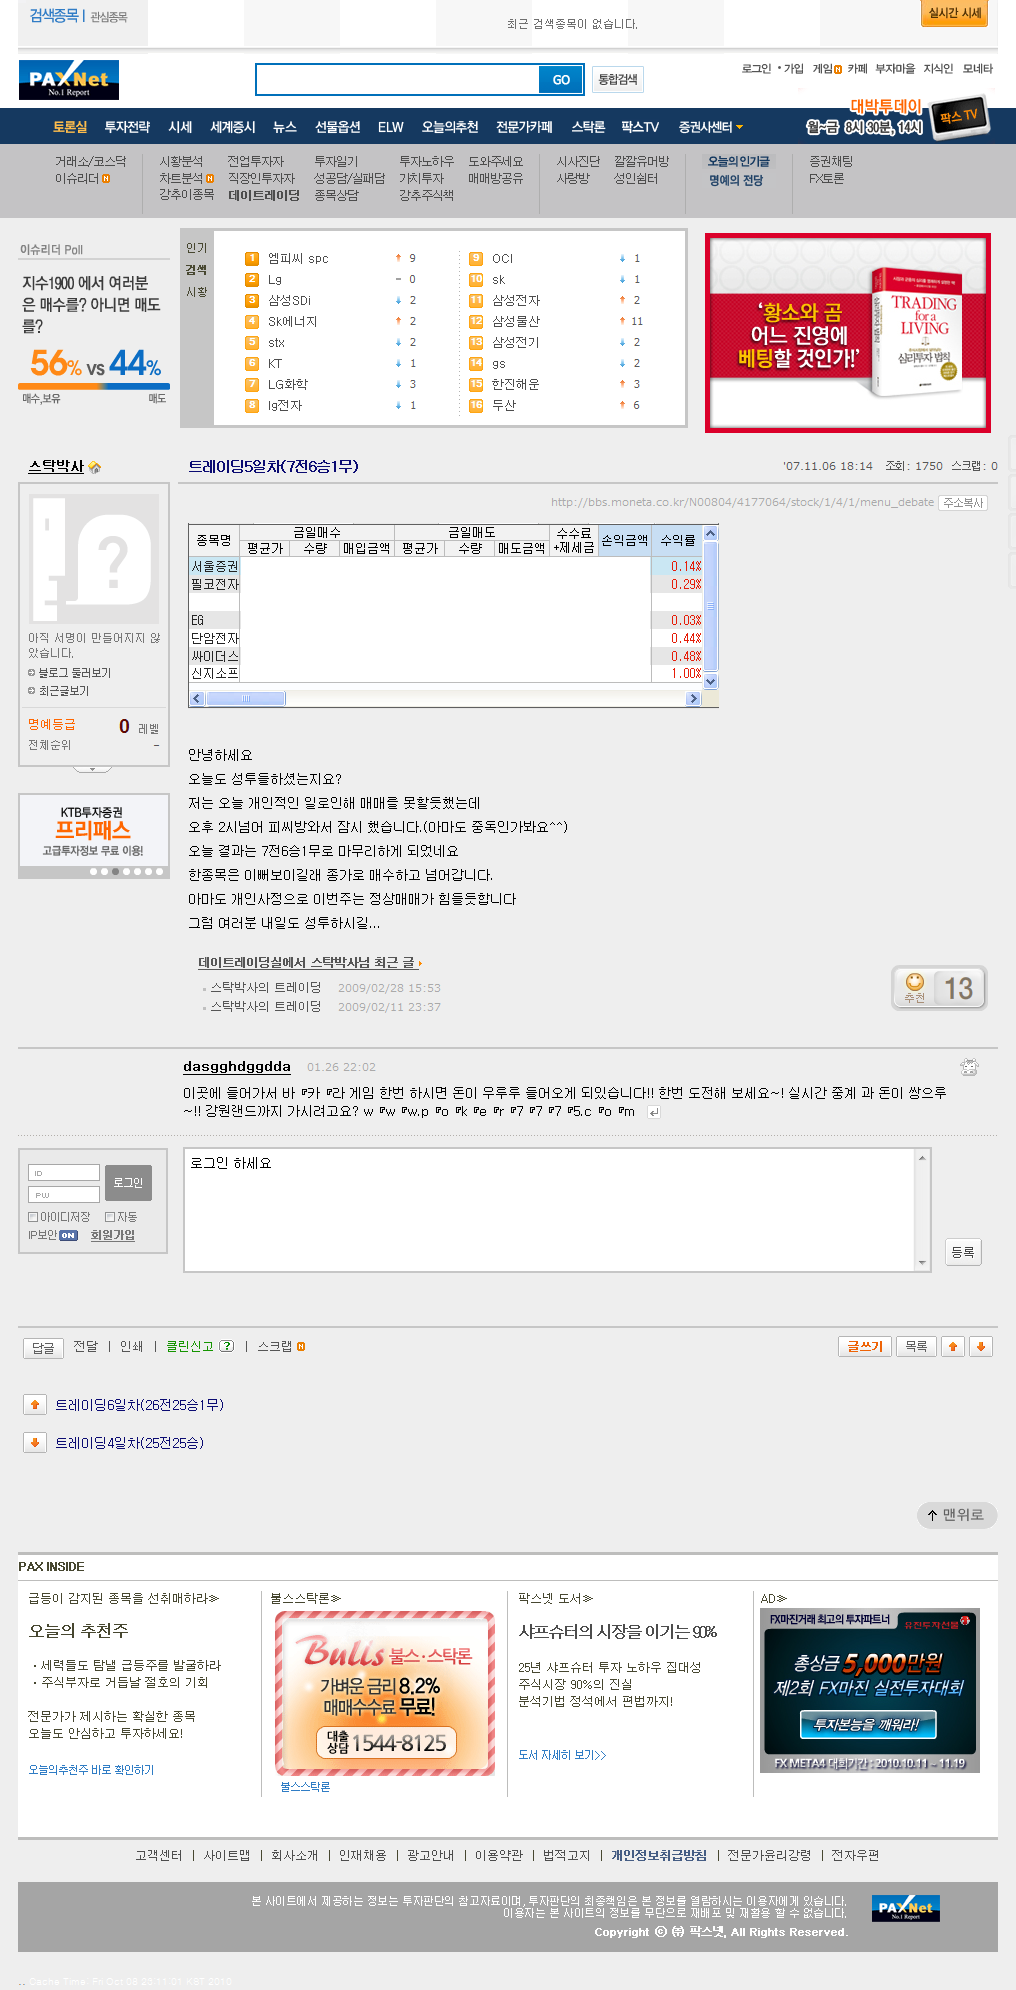 검색종목 | 관심종목
최근 검색종목이 없습니다.
실시간 시세
PAXNet
No.1 Report
GO
통합검색
로그인 • 가입 게임 N 카페 부자마을 지식인 모네타
대박투데이
월~금 8시 30분, 14시
팍스 TV
토론실 투자전략 시세 세계증시 뉴스 선물옵션 ELW 오늘의추천 전문가카페 스탁론 팍스TV 증권사센터
거래소/코스닥 시황분석 전업투자자 투자일기 투자노하우 도와주세요 시사진단 깔깔유머방 오늘의 인기글 증권채팅
이슈리더 N 차트분석 N 직장인투자자 성공담/실패담 가치투자 매매방공유 사랑방 성인쉼터 명예의 전당 FX토론
강추이종목 데이트레이딩 종목상담 강추주식책
이슈리더 Poll
지수1900 에서 여러분
은 매수를? 아니면 매도
를?
56% vs 44%
매수,보유 매도
인기
검색
시황
1 엠피씨 spc 9
2 Lg 0
3 삼성SDi 2
4 Sk에너지 2
5 stx 2
6 KT 1
7 LG화학 3
8 lg전자 1
9 OCI 1
10 sk 1
11 삼성전자 2
12 삼성물산 11
13 삼성전기 2
14 gs 2
15 한진해운 3
16 두산 6
'황소와 곰
어느 진영에
베팅할 것인가!'
TRADING
for a
LIVING
심리투자 법칙
스탁박사
트레이딩5일차(7전6승1무)
'07.11.06 18:14 조회: 1750 스크랩: 0
http://bbs.moneta.co.kr/N00804/4177064/stock/1/4/1/menu_debate 주소복사
종목명 금일매수 금일매도 수수료+제세금 손익금액 수익률
평균가 수량 매입금액 평균가 수량 매도금액
서울증권 0.14%
필코전자 0.29%
EG 0.03%
단암전자 0.44%
싸이더스 0.48%
신지소프 1.00%
아직 서명이 만들어지지 않
았습니다.
블로그 둘러보기
최근글보기
명예등급 0 레벨
전체순위 -
KTB투자증권
프리패스
고급투자정보 무료 이용!
안녕하세요
오늘도 성투들하셨는지요?
저는 오늘 개인적인 일로인해 매매를 못할듯했는데
오후 2시넘어 피씨방와서 잠시 했습니다.(아마도 중독인가봐요^^)
오늘 결과는 7전6승1무로 마무리하게 되었네요
한종목은 이뻐보이길래 종가로 매수하고 넘어갑니다.
아마도 개인사정으로 이번주는 정상매매가 힘들듯합니다
그럼 여러분 내일도 성투하시길...
데이트레이딩실에서 스탁박사님 최근 글
스탁박사의 트레이딩 2009/02/28 15:53
스탁박사의 트레이딩 2009/02/11 23:37
추천 13
dasgghdggdda 01.26 22:02
이곳에 들어가서 바 『카 『라 게임 한번 하시면 돈이 우루루 들어오게 되있습니다!! 한번 도전해 보세요~! 실시간 중계 과 돈이 쌍으루
~!! 강원랜드까지 가시려고요? w 『w 『w.p 『o 『k 『e 『r 『7 『7 『7 『5.c 『o 『m
ID
PW
로그인
아이디저장 자동
IP보안 ON 회원가입
로그인 하세요
등록
답글 전달 | 인쇄 | 클린신고 ? | 스크랩 N
글쓰기 목록
트레이딩6일차(26전25승1무)
트레이딩4일차(25전25승)
맨위로
PAX INSIDE
급등이 감지된 종목을 선취매하라≫
오늘의 추천주
· 세력들도 탐낼 급등주를 발굴하라
· 주식부자로 거듭날 절호의 기회
전문가가 제시하는 확실한 종목
오늘도 안심하고 투자하세요!
오늘의추천주 바로 확인하기
불스스탁론≫
Bulls 불스·스탁론
가벼운 금리 8.2%
매매수수료 무료!
대출
상담 1544-8125
불스스탁론
팍스넷 도서≫
샤프슈터의 시장을 이기는 90%
25년 샤프슈터 투자 노하우 집대성
주식시장 90%의 진실
분석기법 정석에서 편법까지!
도서 자세히 보기>>
AD≫
FX마진거래 최고의 투자파트너 유진투자선물
총상금 5,000만원
제2회 FX마진 실전투자대회
투자본능을 깨워라!
FX META4 대회기간 : 2010.10.11 ~ 11.19
고객센터 | 사이트맵 | 회사소개 | 인재채용 | 광고안내 | 이용약관 | 법적고지 | 개인정보취급방침 | 전문가윤리강령 | 전자우편
본 사이트에서 제공하는 정보는 투자판단의 참고자료이며, 투자판단의 최종책임은 본 정보를 열람하시는 이용자에게 있습니다.
이용자는 본 사이트의 정보를 무단으로 재배포 및 재활용 할 수 없습니다.
Copyright ⓒ ㈜ 팍스넷, All Rights Reserved.
PAXNet
No.1 Report